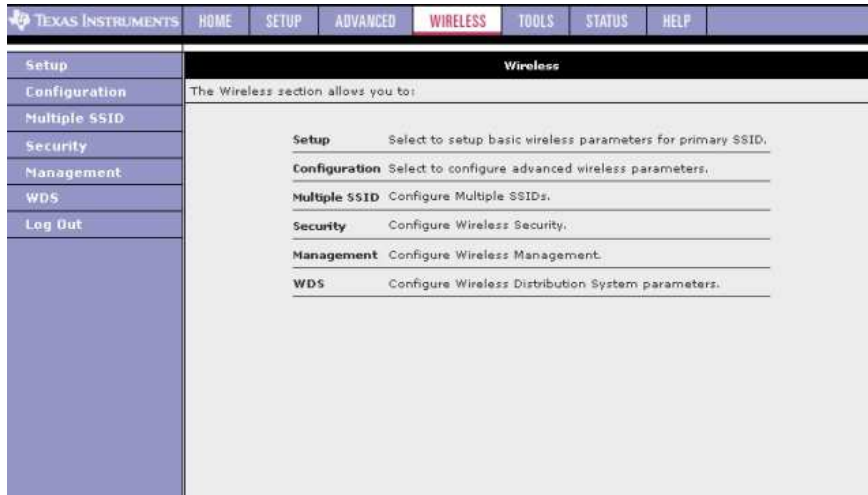 TEXAS INSTRUMENTS HOME SETUP ADVANCED WIRELESS TOOLS STATUS HELP
Setup
Configuration
Multiple SSID
Security
Management
WDS
Log Out
Wireless
The Wireless section allows you to:
Setup Select to setup basic wireless parameters for primary SSID.
Configuration Select to configure advanced wireless parameters.
Multiple SSID Configure Multiple SSIDs.
Security Configure Wireless Security.
Management Configure Wireless Management.
WDS Configure Wireless Distribution System parameters.